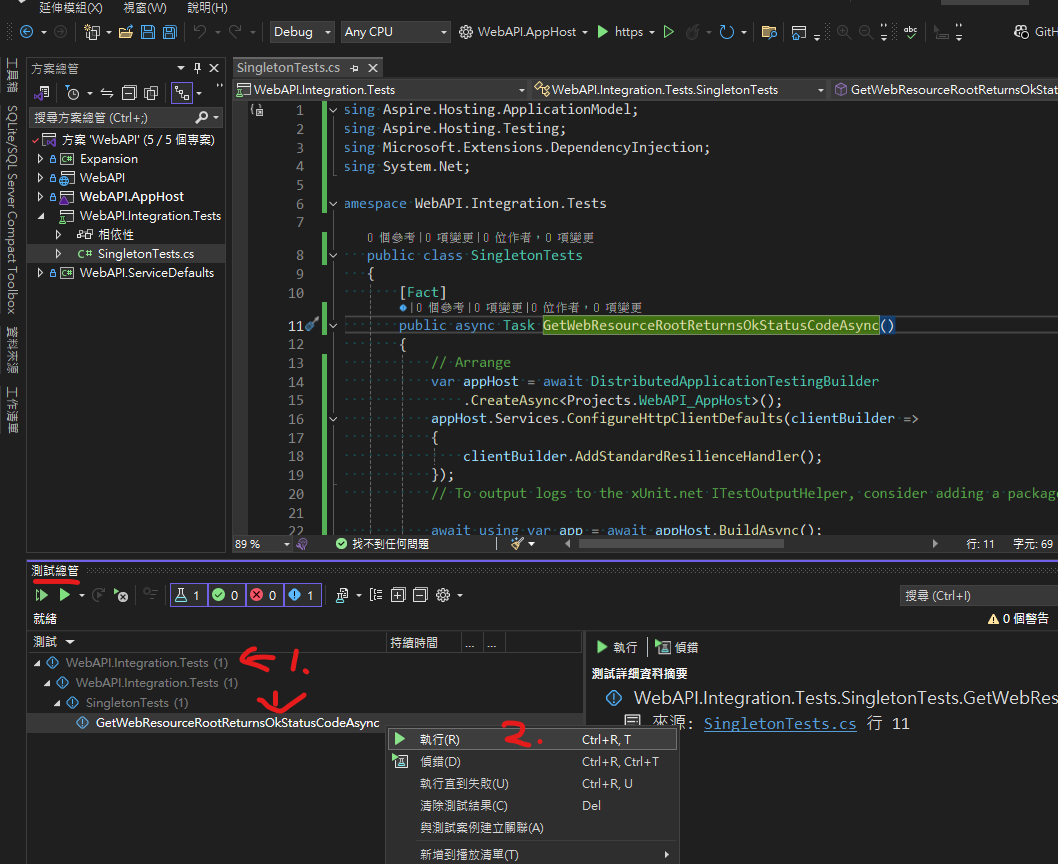 延伸模組(X) 視窗(W) 說明(H)
Debug Any CPU WebAPI.AppHost https GitH
工具箱
SQLite/SQL Server Compact Toolbox
資料來源
工作清單
方案總管
搜尋方案總管 (Ctrl+;)
方案 'WebAPI' (5 / 5 個專案)
Expansion
WebAPI
WebAPI.AppHost
WebAPI.Integration.Tests
相依性
C# SingletonTests.cs
WebAPI.ServiceDefaults
SingletonTests.cs
WebAPI.Integration.Tests WebAPI.Integration.Tests.SingletonTests GetWebResourceRootReturnsOkStat
1 sing Aspire.Hosting.ApplicationModel;
2 sing Aspire.Hosting.Testing;
3 sing Microsoft.Extensions.DependencyInjection;
4 sing System.Net;
5
6 amespace WebAPI.Integration.Tests
7
0 個參考|0 項變更|0 位作者，0 項變更
8 public class SingletonTests
9 {
10 [Fact]
|0 個參考|0 項變更|0 位作者，0 項變更
11 public async Task GetWebResourceRootReturnsOkStatusCodeAsync()
12 {
13 // Arrange
14 var appHost = await DistributedApplicationTestingBuilder
15 .CreateAsync<Projects.WebAPI_AppHost>();
16 appHost.Services.ConfigureHttpClientDefaults(clientBuilder =>
17 {
18 clientBuilder.AddStandardResilienceHandler();
19 });
20 // To output logs to the xUnit.net ITestOutputHelper, consider adding a package
21
22 await using var app = await appHost.BuildAsync();
89 % 找不到任何問題 行: 11 字元: 69
測試總管
1 0 0 1 搜尋 (Ctrl+I)
就緒 0 個警告
測試 持續時間 ... ...
WebAPI.Integration.Tests (1) 1.
WebAPI.Integration.Tests (1)
SingletonTests (1)
GetWebResourceRootReturnsOkStatusCodeAsync
執行 偵錯
測試詳細資料摘要
WebAPI.Integration.Tests.SingletonTests.GetWebRes
來源: SingletonTests.cs 行 11
執行(R) 2. Ctrl+R, T
偵錯(D) Ctrl+R, Ctrl+T
執行直到失敗(U) Ctrl+R, U
清除測試結果(C) Del
與測試案例建立關聯(A)
新增到播放清單(T)